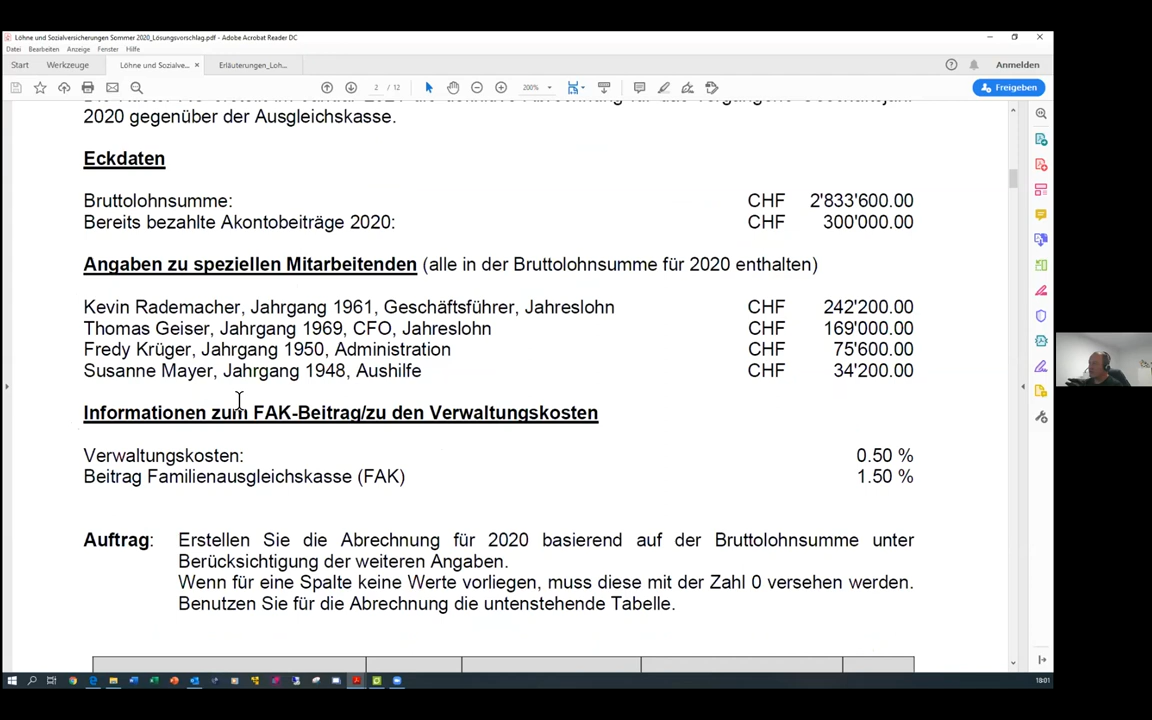 Löhne und Sozialversicherungen Sommer 2020_Lösungsvorschlag.pdf - Adobe Acrobat Reader DC
Datei Bearbeiten Anzeige Fenster Hilfe
Start Werkzeuge Löhne und Sozialve... × Erläuterungen_Loh... Anmelden
2 / 12 200% Freigeben
2020 gegenüber der Ausgleichskasse.
Eckdaten
Bruttolohnsumme: CHF 2'833'600.00
Bereits bezahlte Akontobeiträge 2020: CHF 300'000.00
Angaben zu speziellen Mitarbeitenden (alle in der Bruttolohnsumme für 2020 enthalten)
Kevin Rademacher, Jahrgang 1961, Geschäftsführer, Jahreslohn CHF 242'200.00
Thomas Geiser, Jahrgang 1969, CFO, Jahreslohn CHF 169'000.00
Fredy Krüger, Jahrgang 1950, Administration CHF 75'600.00
Susanne Mayer, Jahrgang 1948, Aushilfe CHF 34'200.00
Informationen zum FAK-Beitrag/zu den Verwaltungskosten
Verwaltungskosten: 0.50 %
Beitrag Familienausgleichskasse (FAK) 1.50 %
Auftrag: Erstellen Sie die Abrechnung für 2020 basierend auf der Bruttolohnsumme unter
Berücksichtigung der weiteren Angaben.
Wenn für eine Spalte keine Werte vorliegen, muss diese mit der Zahl 0 versehen werden.
Benutzen Sie für die Abrechnung die untenstehende Tabelle.
18:01